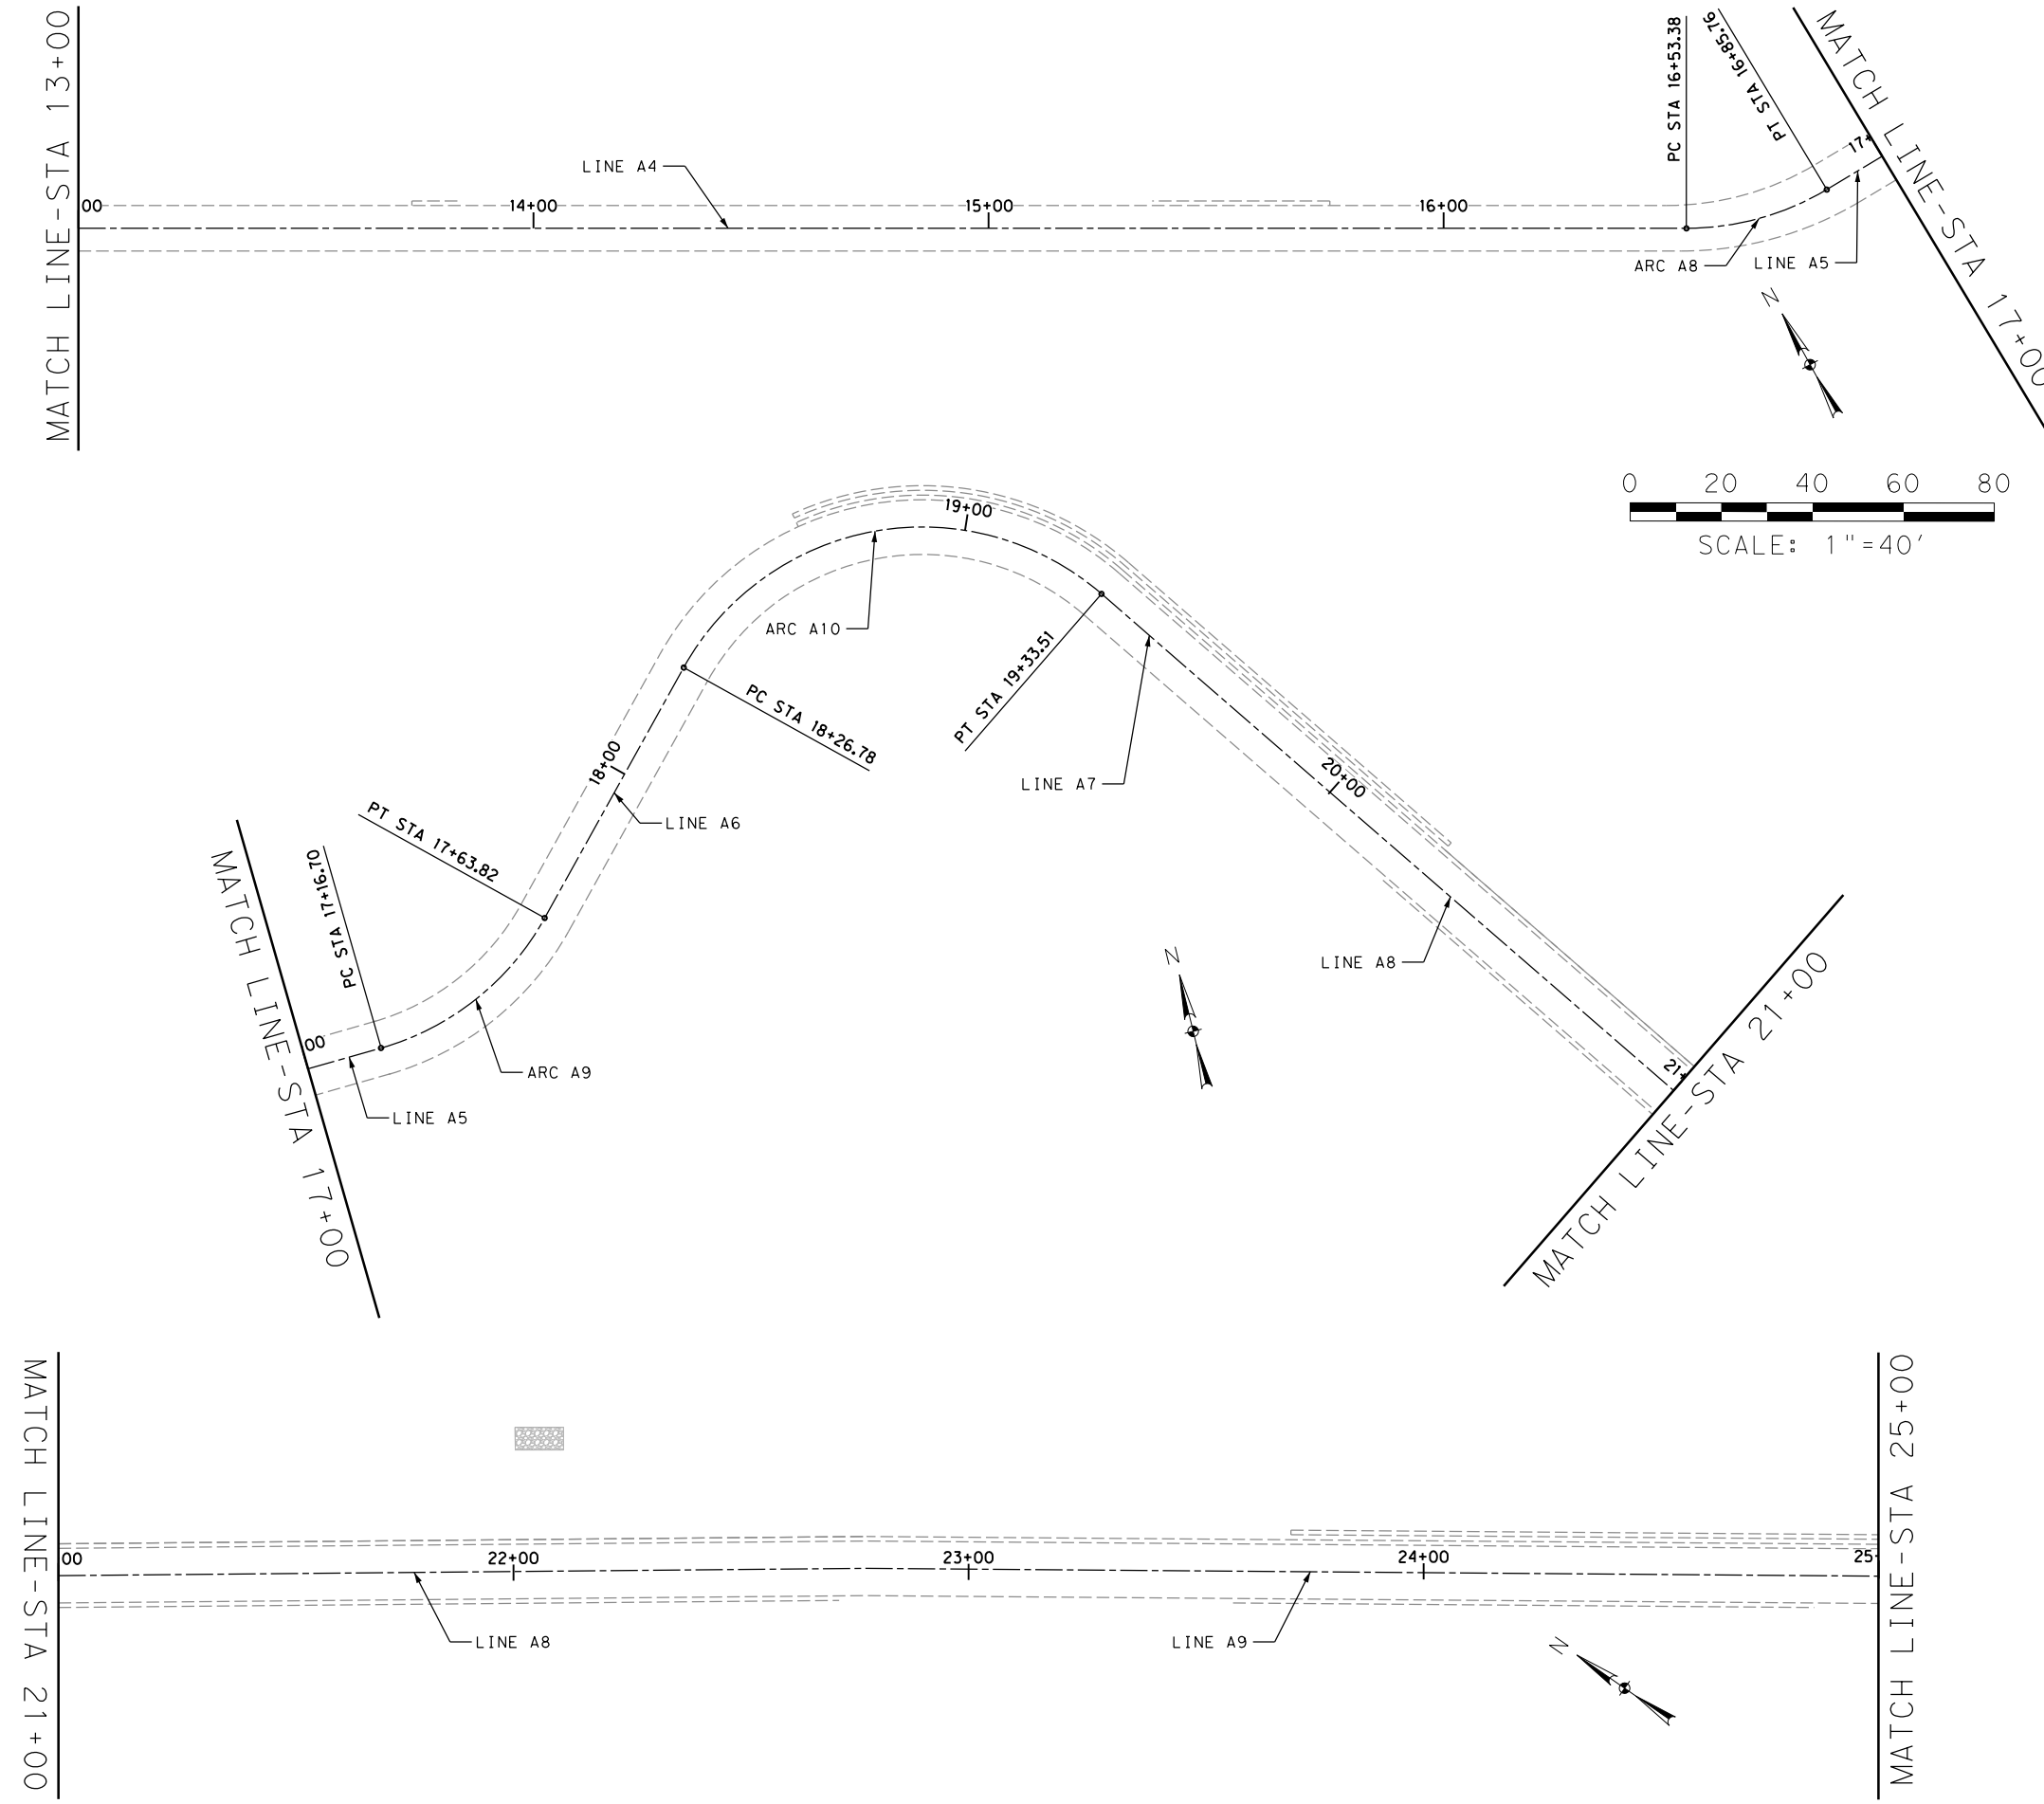 MATCH LINE-STA 13+00
00
LINE A4
14+00
15+00
16+00
PC STA 16+53.38
PT STA 16+85.76
17+
MATCH LINE-STA 17+00
ARC A8
LINE A5
N
0 20 40 60 80
SCALE: 1"=40'
19+00
ARC A10
PT STA 19+33.51
PC STA 18+26.78
18+00
LINE A7
20+00
LINE A6
PT STA 17+63.82
PC STA 17+16.70
MATCH LINE-STA 17+00
00
ARC A9
LINE A5
N
LINE A8
21+
MATCH LINE-STA 21+00
MATCH LINE-STA 21+00
00
22+00
23+00
24+00
25+
LINE A8
LINE A9
N
MATCH LINE-STA 25+00